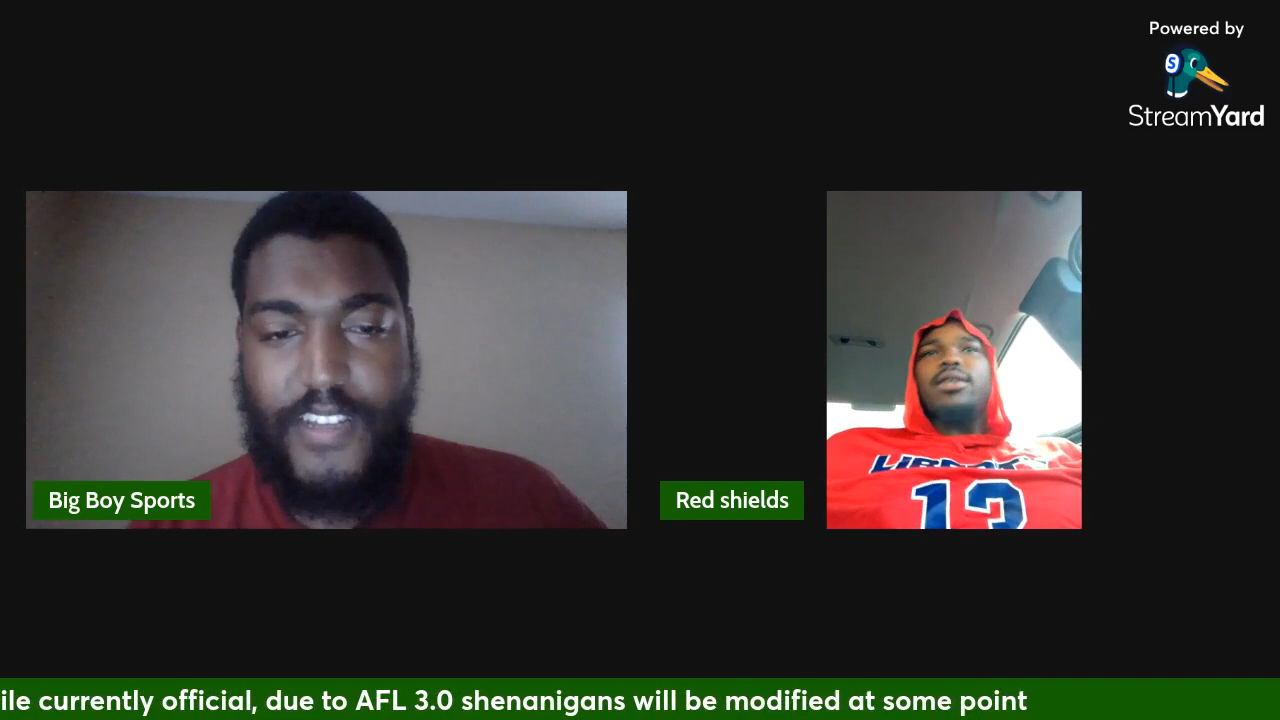 Powered by
S
StreamYard
Big Boy Sports
Red shields
LIBERTY
13
ile currently official, due to AFL 3.0 shenanigans will be modified at some point